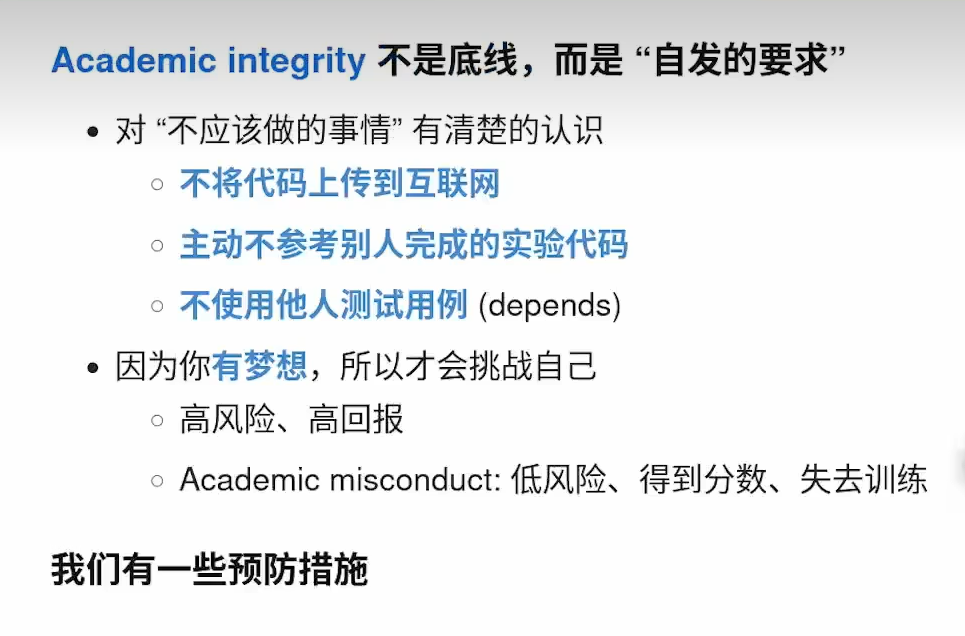 Academic integrity 不是底线，而是 “自发的要求”
• 对 “不应该做的事情” 有清楚的认识
◦ 不将代码上传到互联网
◦ 主动不参考别人完成的实验代码
◦ 不使用他人测试用例 (depends)
• 因为你有梦想，所以才会挑战自己
◦ 高风险、高回报
◦ Academic misconduct: 低风险、得到分数、失去训练
我们有一些预防措施